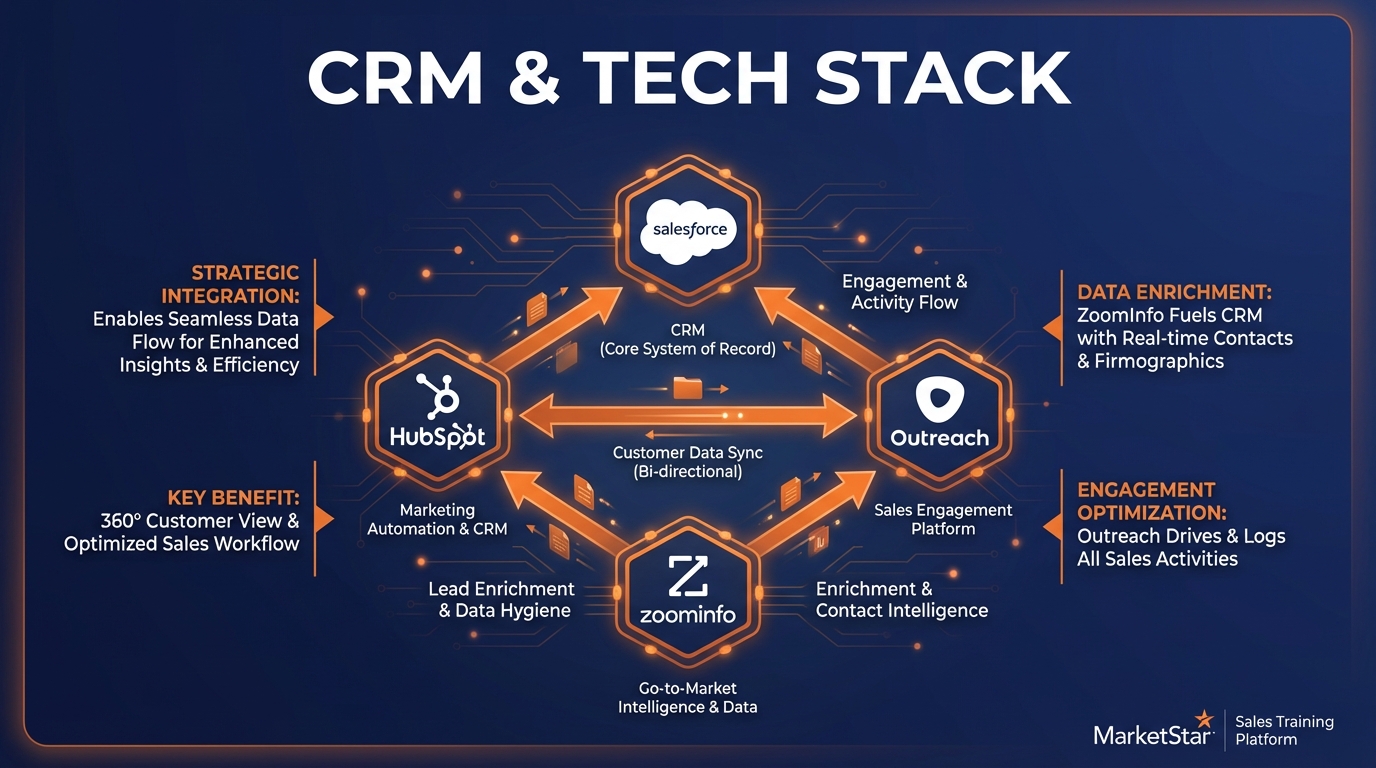 CRM & TECH STACK
salesforce
STRATEGIC
INTEGRATION:
Enables Seamless Data
Flow for Enhanced
Insights & Efficiency
Engagement &
Activity Flow
DATA ENRICHMENT:
ZoomInfo Fuels CRM
with Real-time Contacts
& Firmographics
CRM
(Core System of Record)
HubSpot
Outreach
Customer Data Sync
(Bi-directional)
KEY BENEFIT:
360° Customer View &
Optimized Sales Workflow
Marketing
Automation & CRM
Sales Engagement
Platform
ENGAGEMENT
OPTIMIZATION:
Outreach Drives & Logs
All Sales Activities
Lead Enrichment
& Data Hygiene
zoominfo
Enrichment &
Contact Intelligence
Go-to-Market
Intelligence & Data
MarketStar
Sales Training
Platform